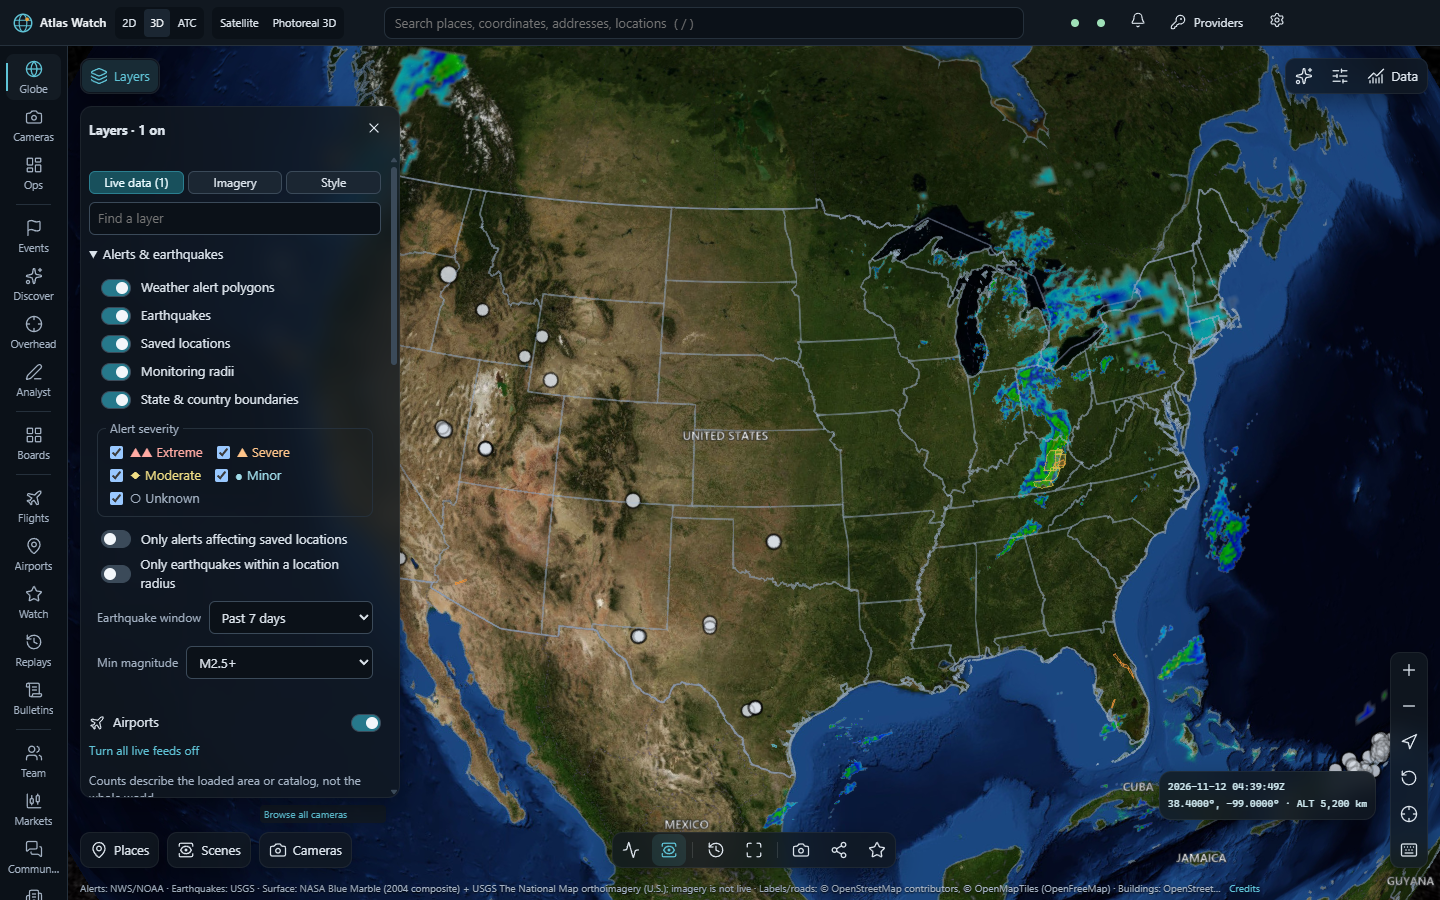 Atlas Watch
2D
3D
ATC
Satellite
Photoreal 3D
Search places, coordinates, addresses, locations ( / )
Providers
Globe
Cameras
Ops
Events
Discover
Overhead
Analyst
Boards
Flights
Airports
Watch
Replays
Bulletins
Team
Markets
Commun...
Layers
Data
Layers · 1 on
Live data (1)
Imagery
Style
Find a layer
Alerts & earthquakes
Weather alert polygons
Earthquakes
Saved locations
Monitoring radii
State & country boundaries
Alert severity
Extreme
Severe
Moderate
Minor
Unknown
Only alerts affecting saved locations
Only earthquakes within a location
radius
Earthquake window
Past 7 days
Min magnitude
M2.5+
Airports
Turn all live feeds off
Counts describe the loaded area or catalog, not the
whole world
Browse all cameras
Places
Scenes
Cameras
UNITED STATES
MEXICO
CUBA
JAMAICA
GUYANA
2026-11-12 04:39:49Z
38.4000°, −99.0000° · ALT 5,200 km
Alerts: NWS/NOAA · Earthquakes: USGS · Surface: NASA Blue Marble (2004 composite) + USGS The National Map orthoimagery (U.S.); imagery is not live · Labels/roads: © OpenStreetMap contributors, © OpenMapTiles (OpenFreeMap) · Buildings: OpenStreet...
Credits